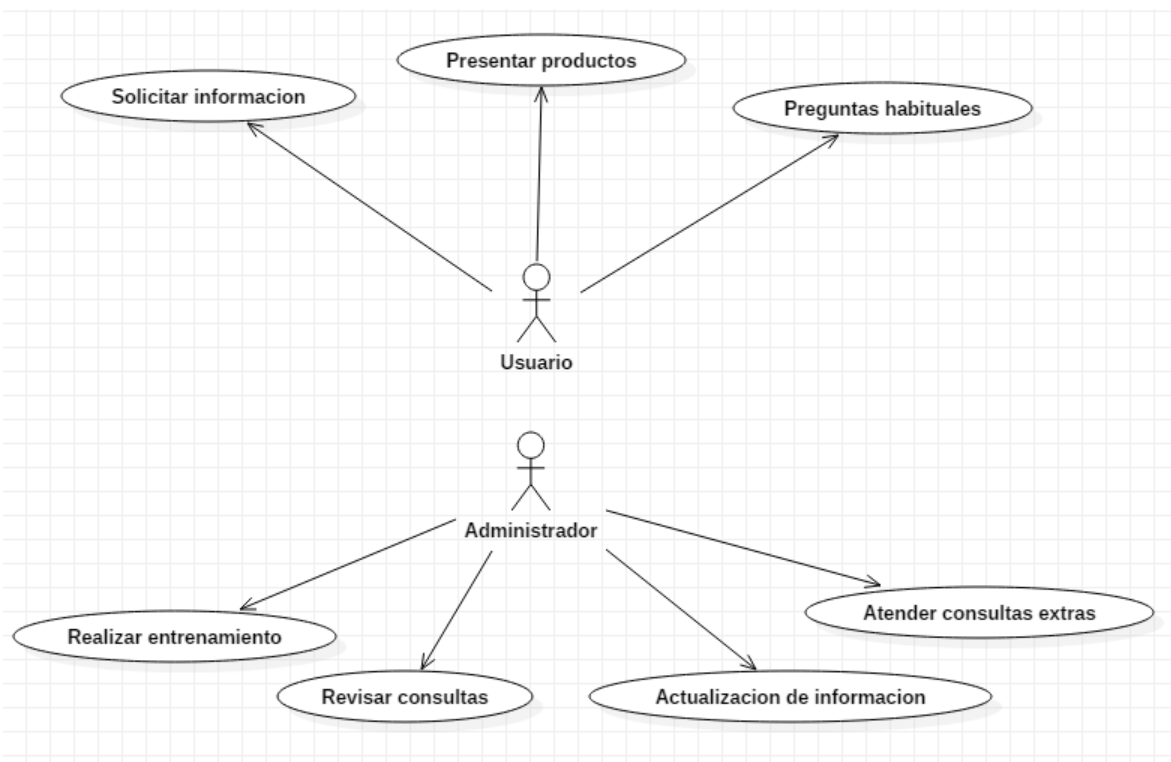 Presentar productos
Solicitar informacion
Preguntas habituales
Usuario
Administrador
Atender consultas extras
Realizar entrenamiento
Revisar consultas
Actualizacion de informacion